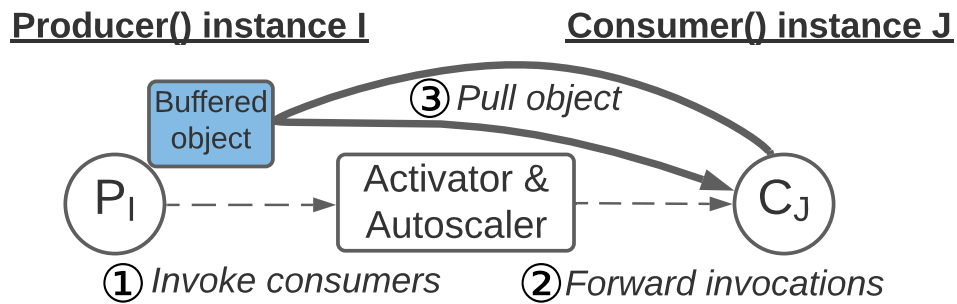 Producer() instance I
Consumer() instance J
Buffered
object
③ Pull object
P_I
Activator &
Autoscaler
C_J
① Invoke consumers
② Forward invocations